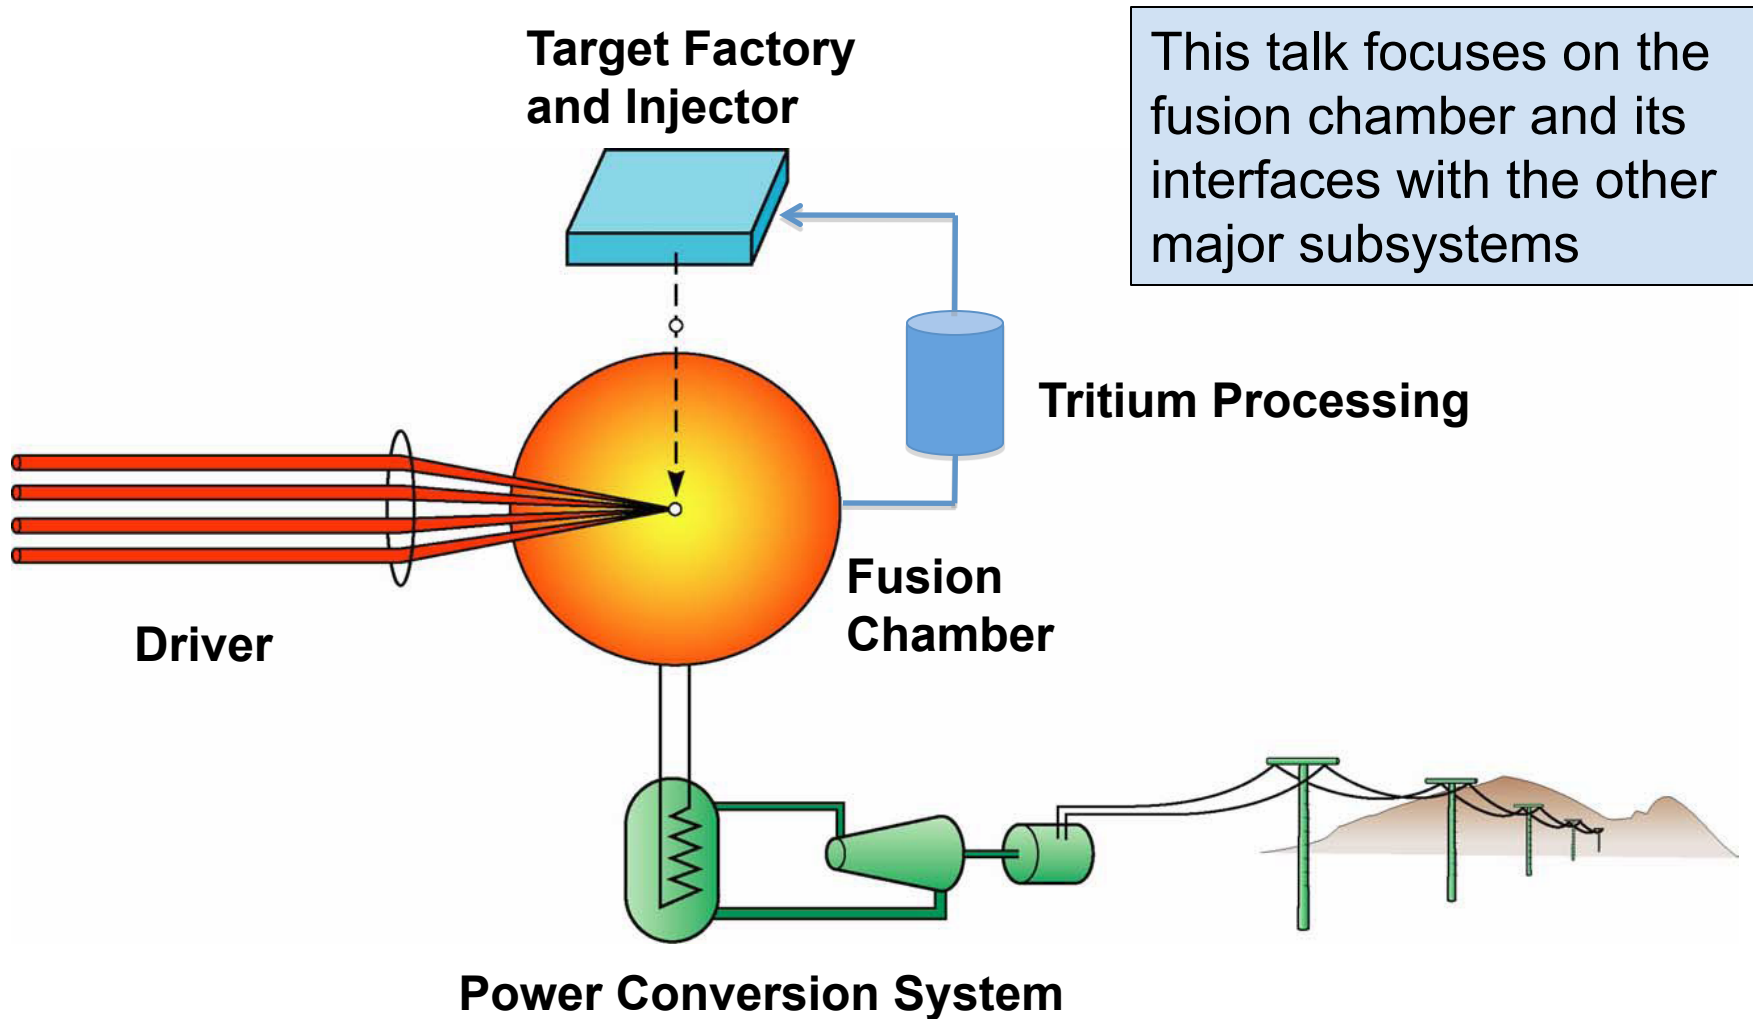 Target Factory
and Injector
This talk focuses on the
fusion chamber and its
interfaces with the other
major subsystems
Tritium Processing
Fusion
Chamber
Driver
Power Conversion System